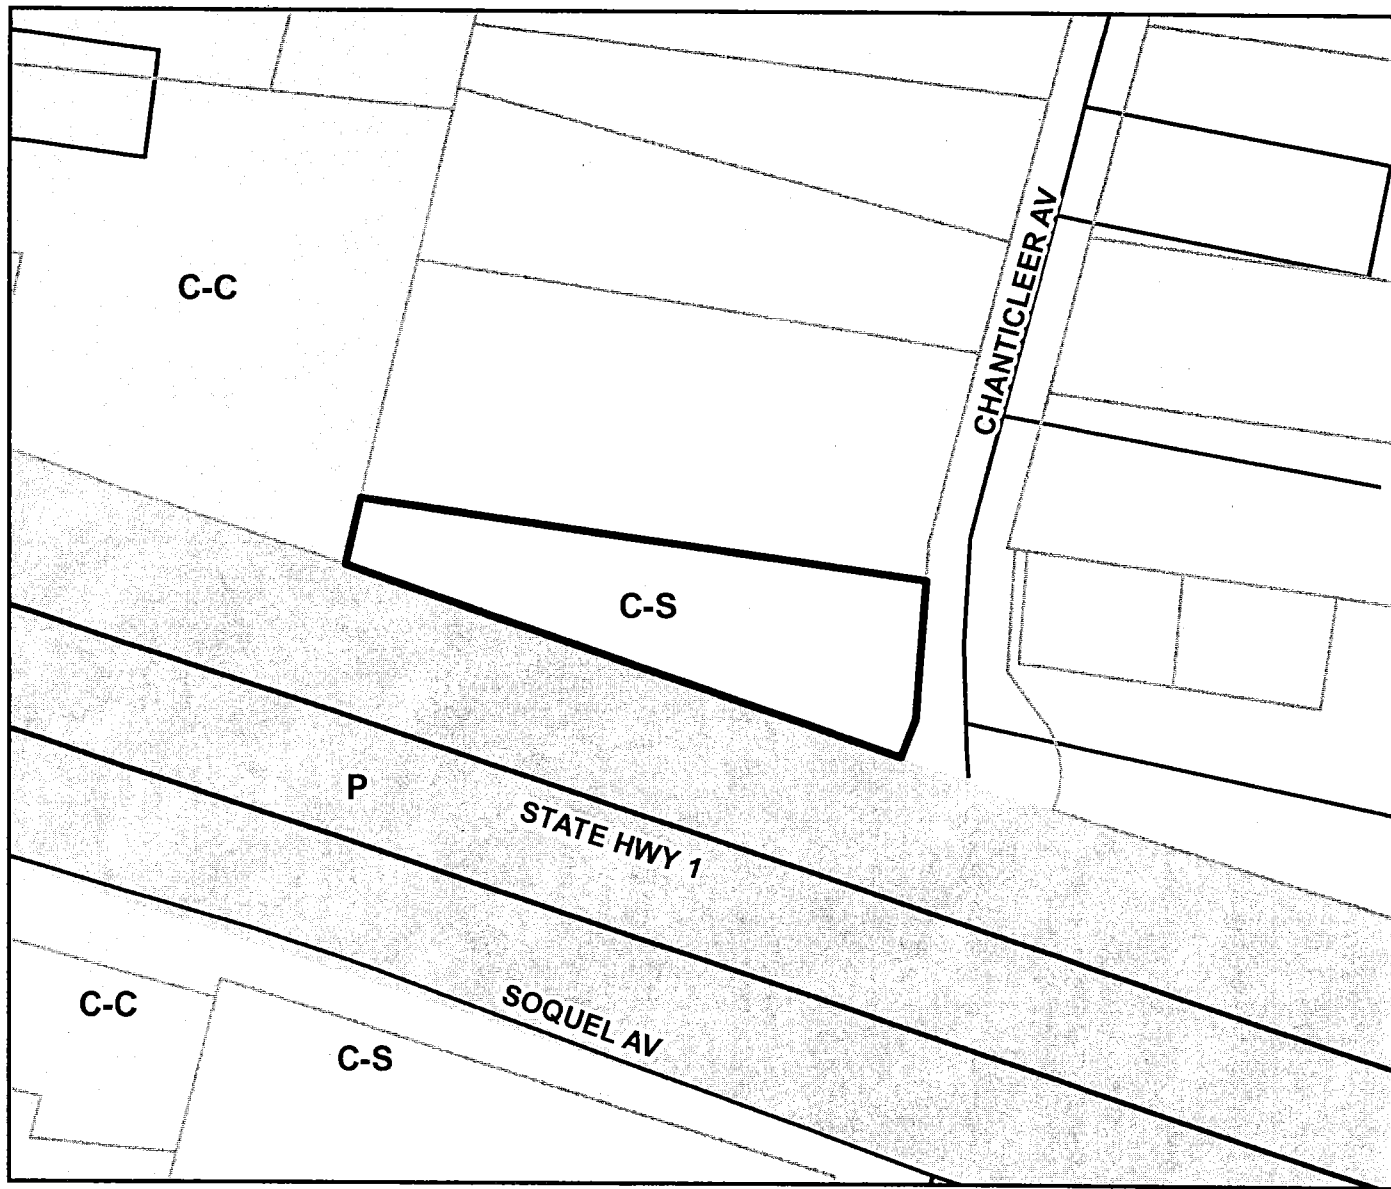 CHANTICLEER AV
C-C
C-S
P
STATE HWY 1
SOQUEL AV
C-C
C-S